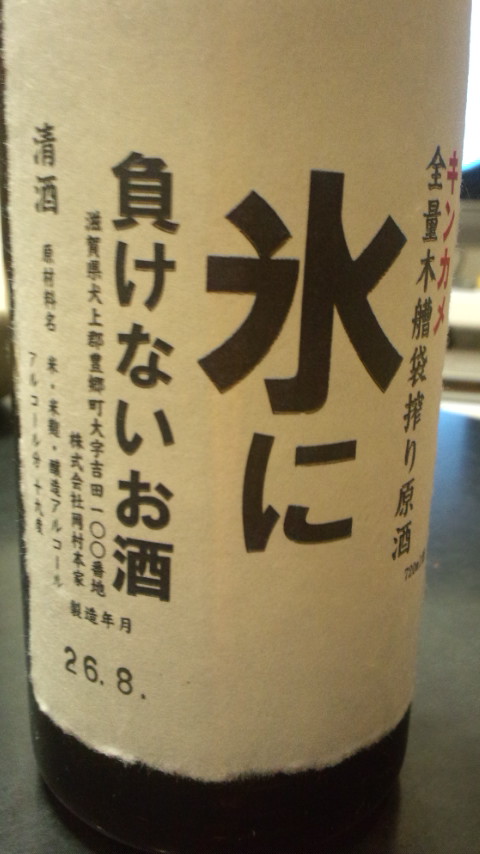 キンカメ
全量木艚袋搾り原酒
720ml
氷に
負けないお酒
滋賀県犬上郡豊郷町大字吉田一〇〇番地
株式会社岡村本家
製造年月
26.8.
清酒
原材料名 米・米麹・醸造アルコール
アルコール分 十九度